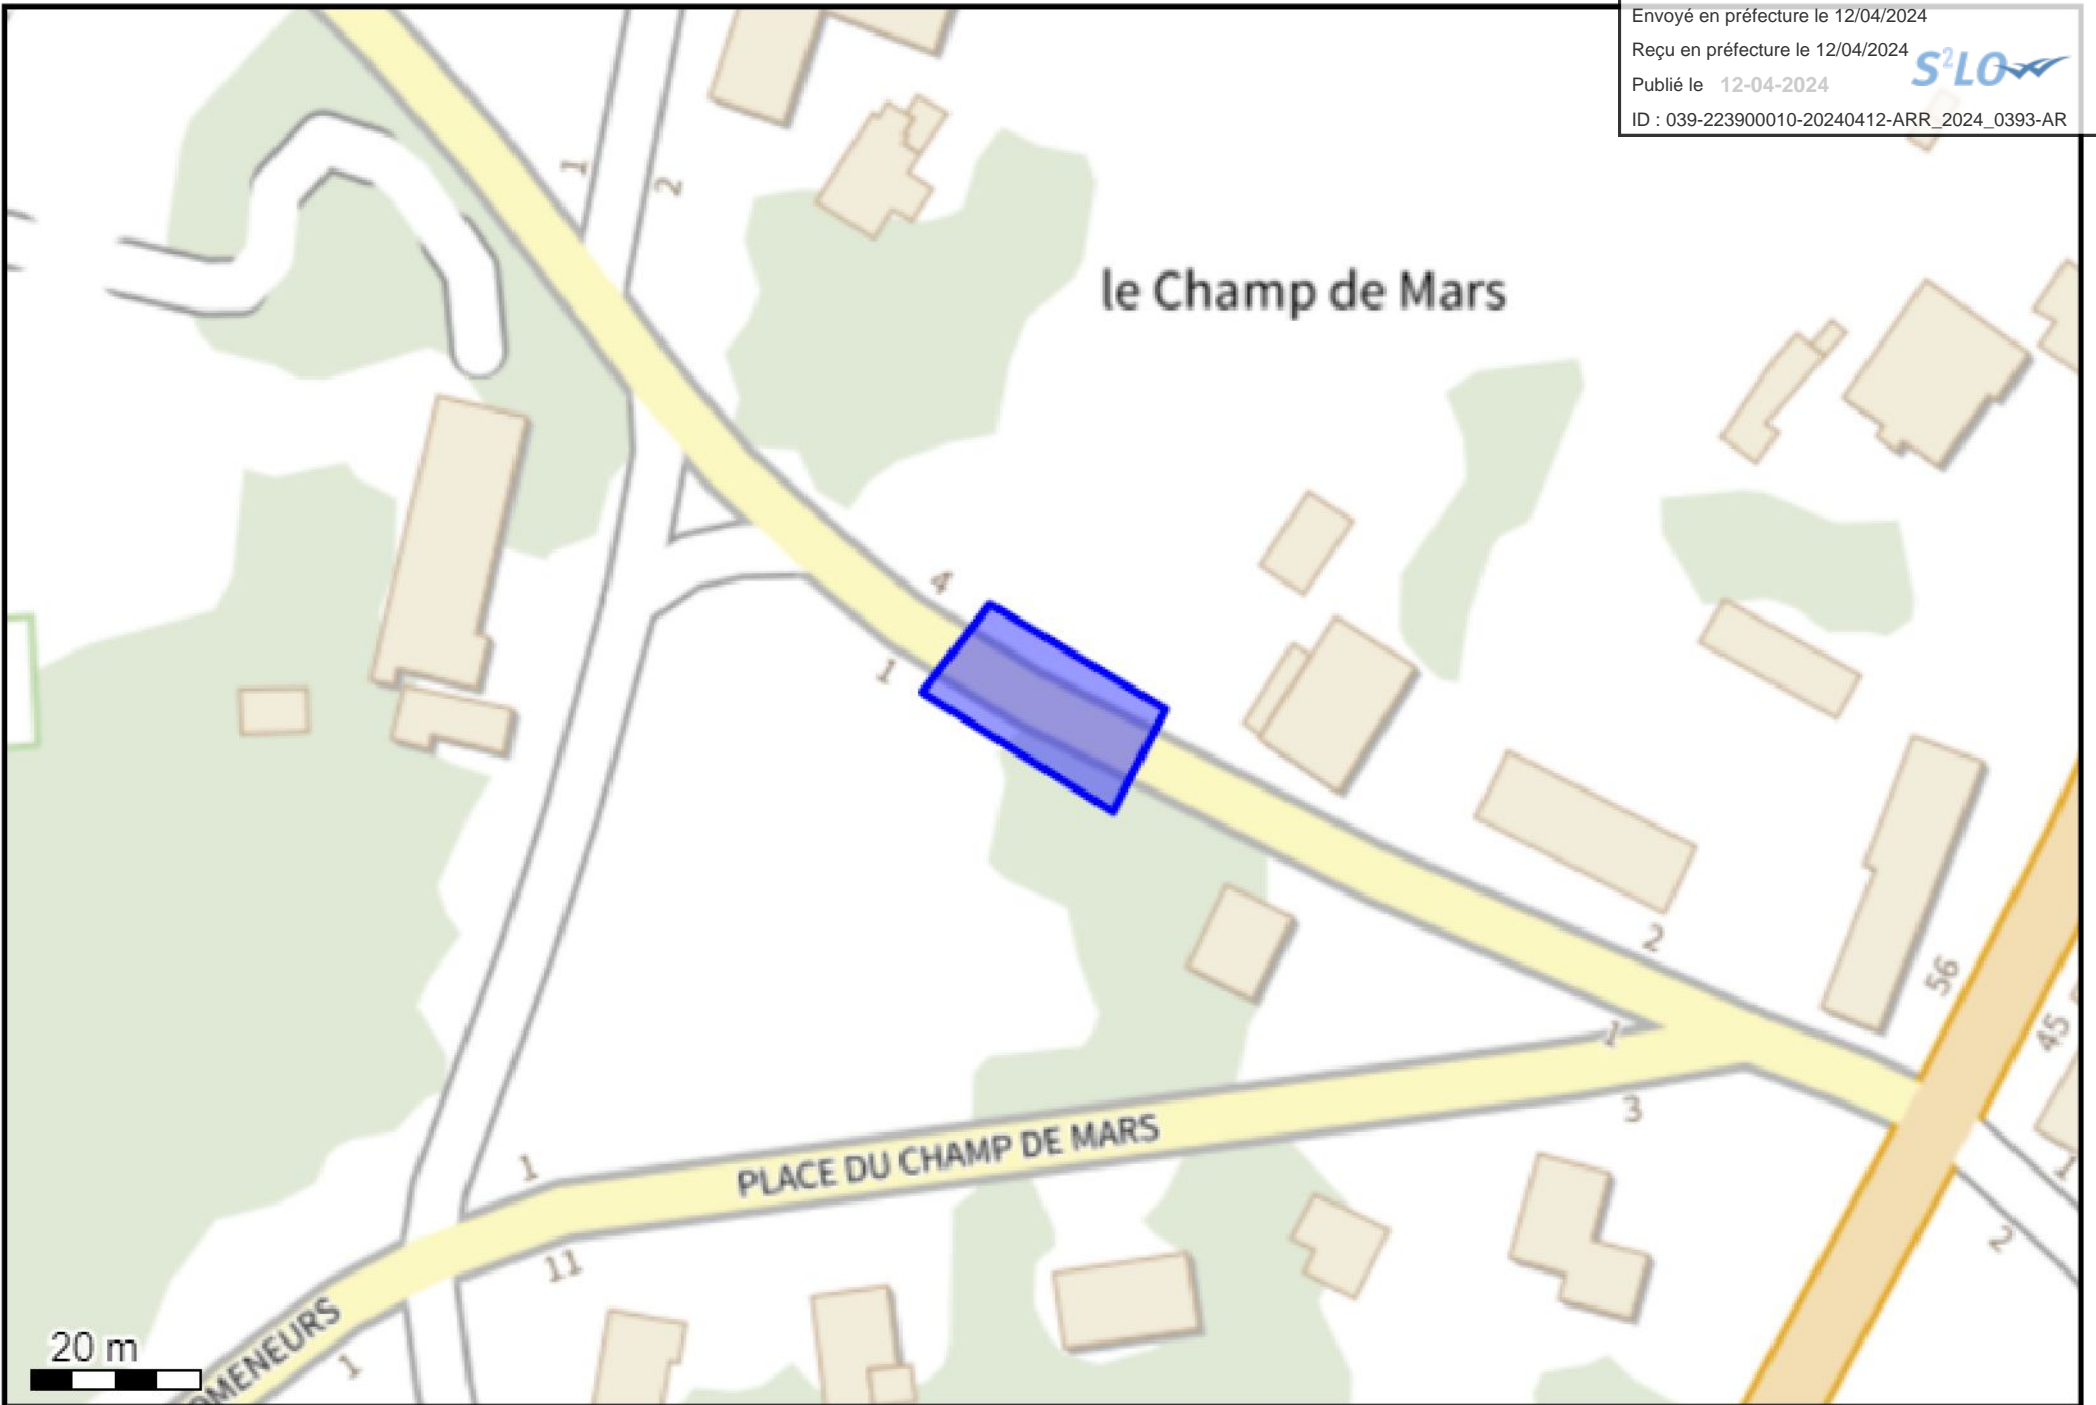 Envoyé en préfecture le 12/04/2024
Reçu en préfecture le 12/04/2024
S²LO
Publié le 12-04-2024
ID : 039-223900010-20240412-ARR_2024_0393-AR
1
2
le Champ de Mars
4
1
2
56
45
1
3
PLACE DU CHAMP DE MARS
1
1
2
11
20 m
OMENEURS
1